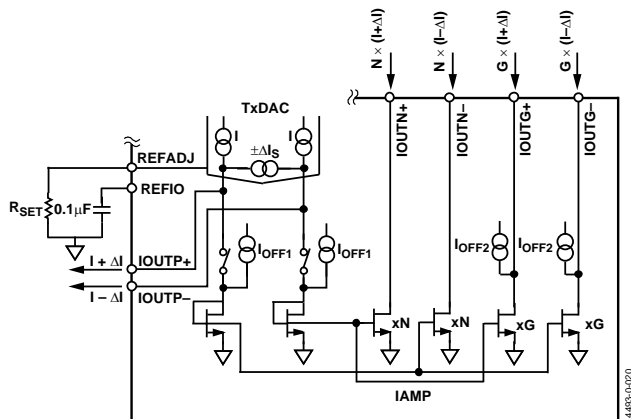 N × (I+ΔI)
N × (I–ΔI)
G × (I+ΔI)
G × (I–ΔI)
TxDAC
I
I
±ΔIS
REFADJ
REFIO
RSET
0.1μF
I + ΔI
IOUTP+
I – ΔI
IOUTP–
IOFF1
IOFF1
IOUTN+
IOUTN–
IOUTG+
IOUTG–
IOFF2
IOFF2
xN
xN
xG
xG
IAMP
4493-0-020